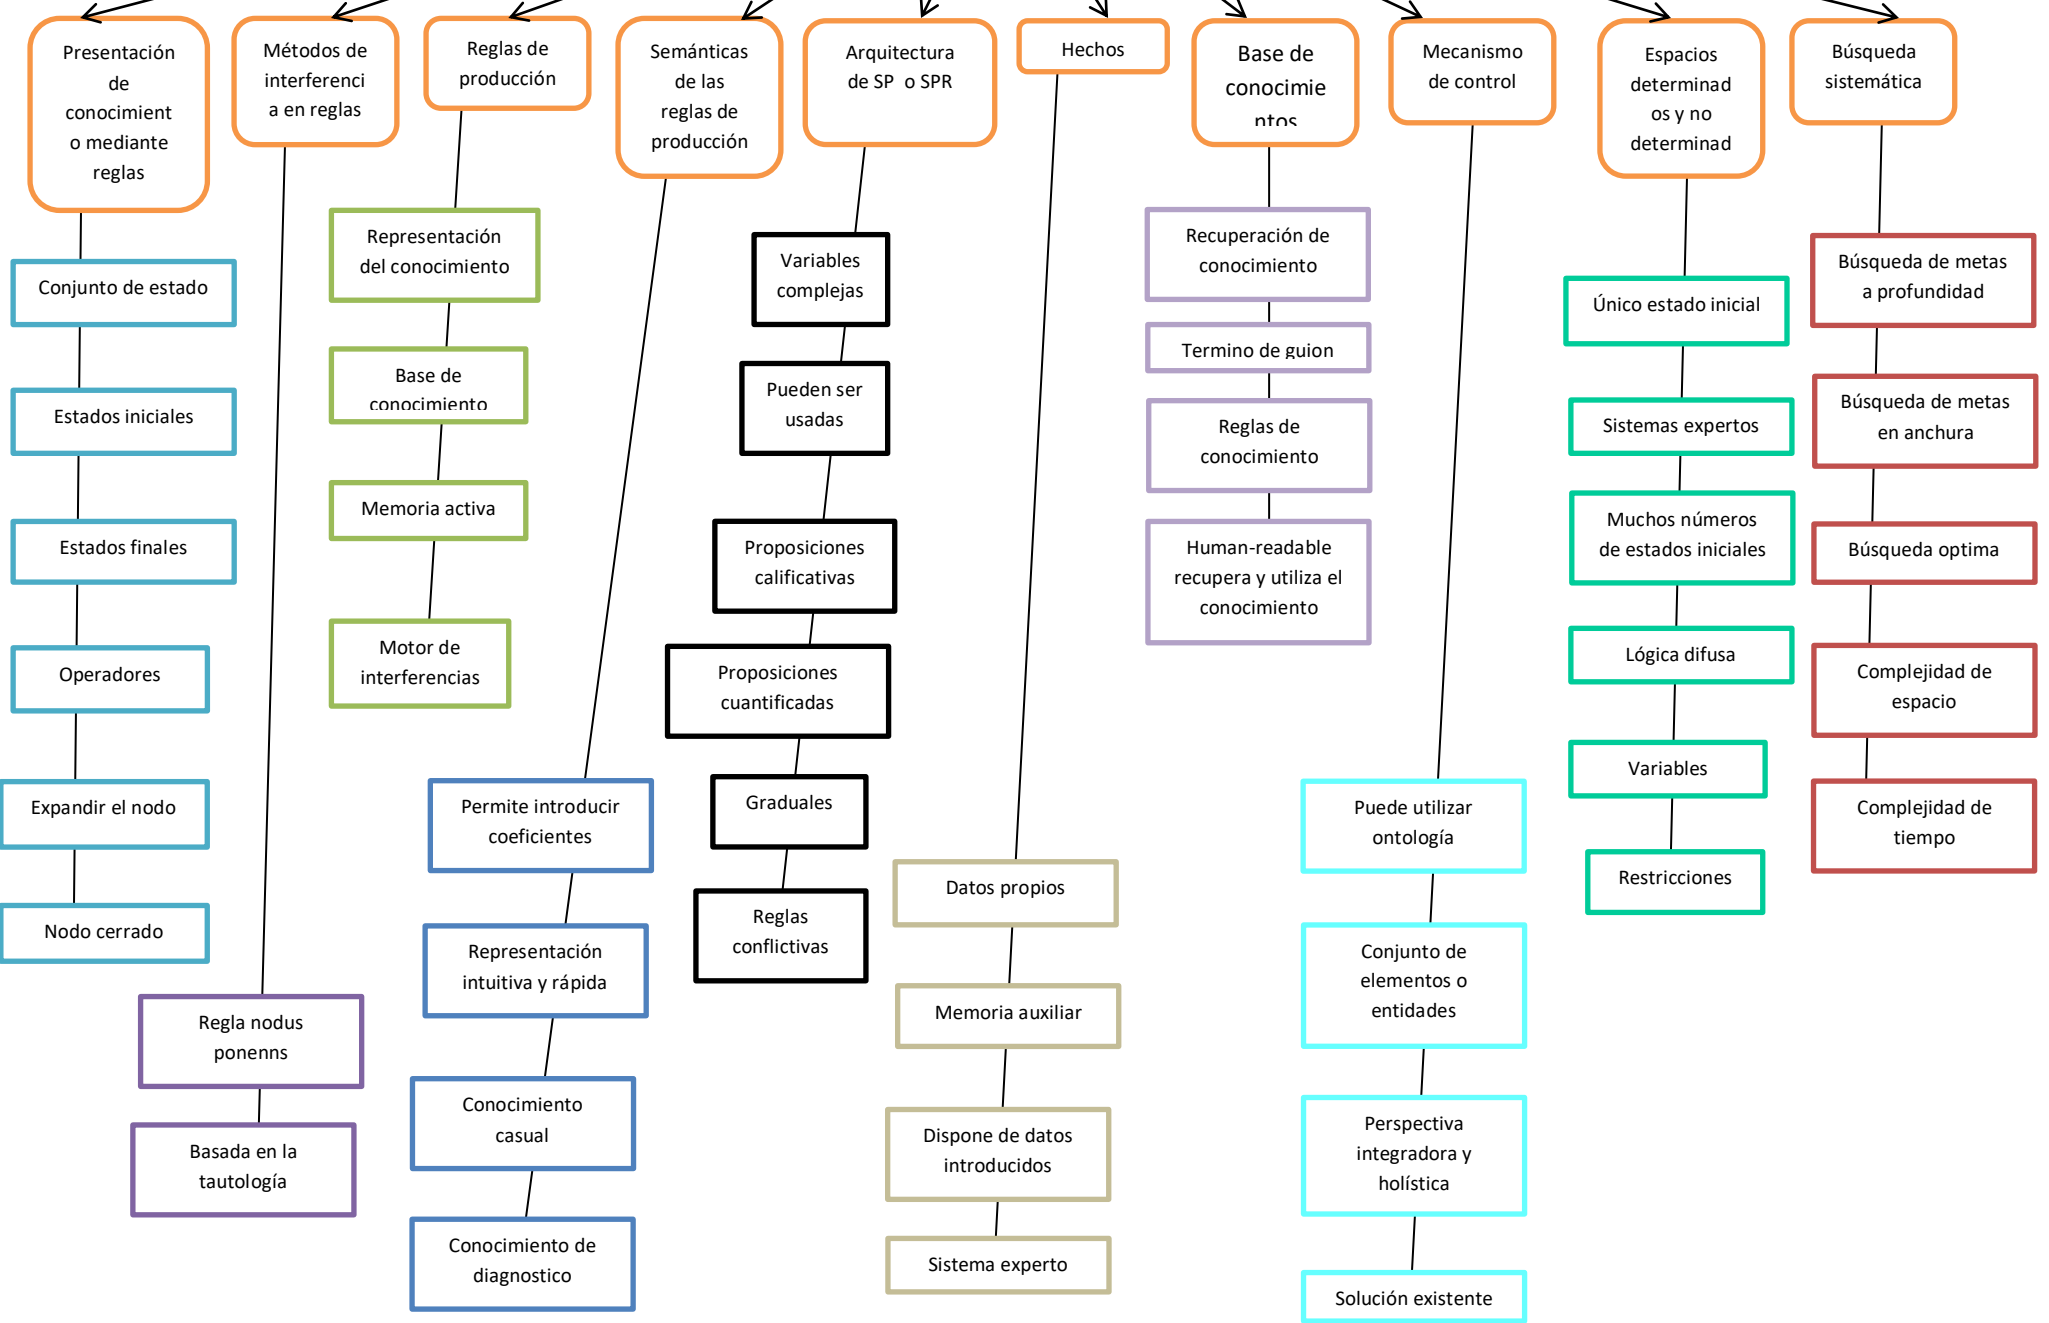 Presentación
de
conocimient
o mediante
reglas
Conjunto de estado
Estados iniciales
Estados finales
Operadores
Expandir el nodo
Nodo cerrado
Métodos de
interferenci
a en reglas
Regla nodus
ponenns
Basada en la
tautología
Reglas de
producción
Representación
del conocimiento
Base de
conocimiento
Memoria activa
Motor de
interferencias
Semánticas
de las
reglas de
producción
Permite introducir
coeficientes
Representación
intuitiva y rápida
Conocimiento
casual
Conocimiento de
diagnostico
Arquitectura
de SP o SPR
Variables
complejas
Pueden ser
usadas
Proposiciones
calificativas
Proposiciones
cuantificadas
Graduales
Reglas
conflictivas
Hechos
Datos propios
Memoria auxiliar
Dispone de datos
introducidos
Sistema experto
Base de
conocimie
ntos
Recuperación de
conocimiento
Termino de guion
Reglas de
conocimiento
Human-readable
recupera y utiliza el
conocimiento
Mecanismo
de control
Puede utilizar
ontología
Conjunto de
elementos o
entidades
Perspectiva
integradora y
holística
Solución existente
Espacios
determinad
os y no
determinad
Único estado inicial
Sistemas expertos
Muchos números
de estados iniciales
Lógica difusa
Variables
Restricciones
Búsqueda
sistemática
Búsqueda de metas
a profundidad
Búsqueda de metas
en anchura
Búsqueda optima
Complejidad de
espacio
Complejidad de
tiempo